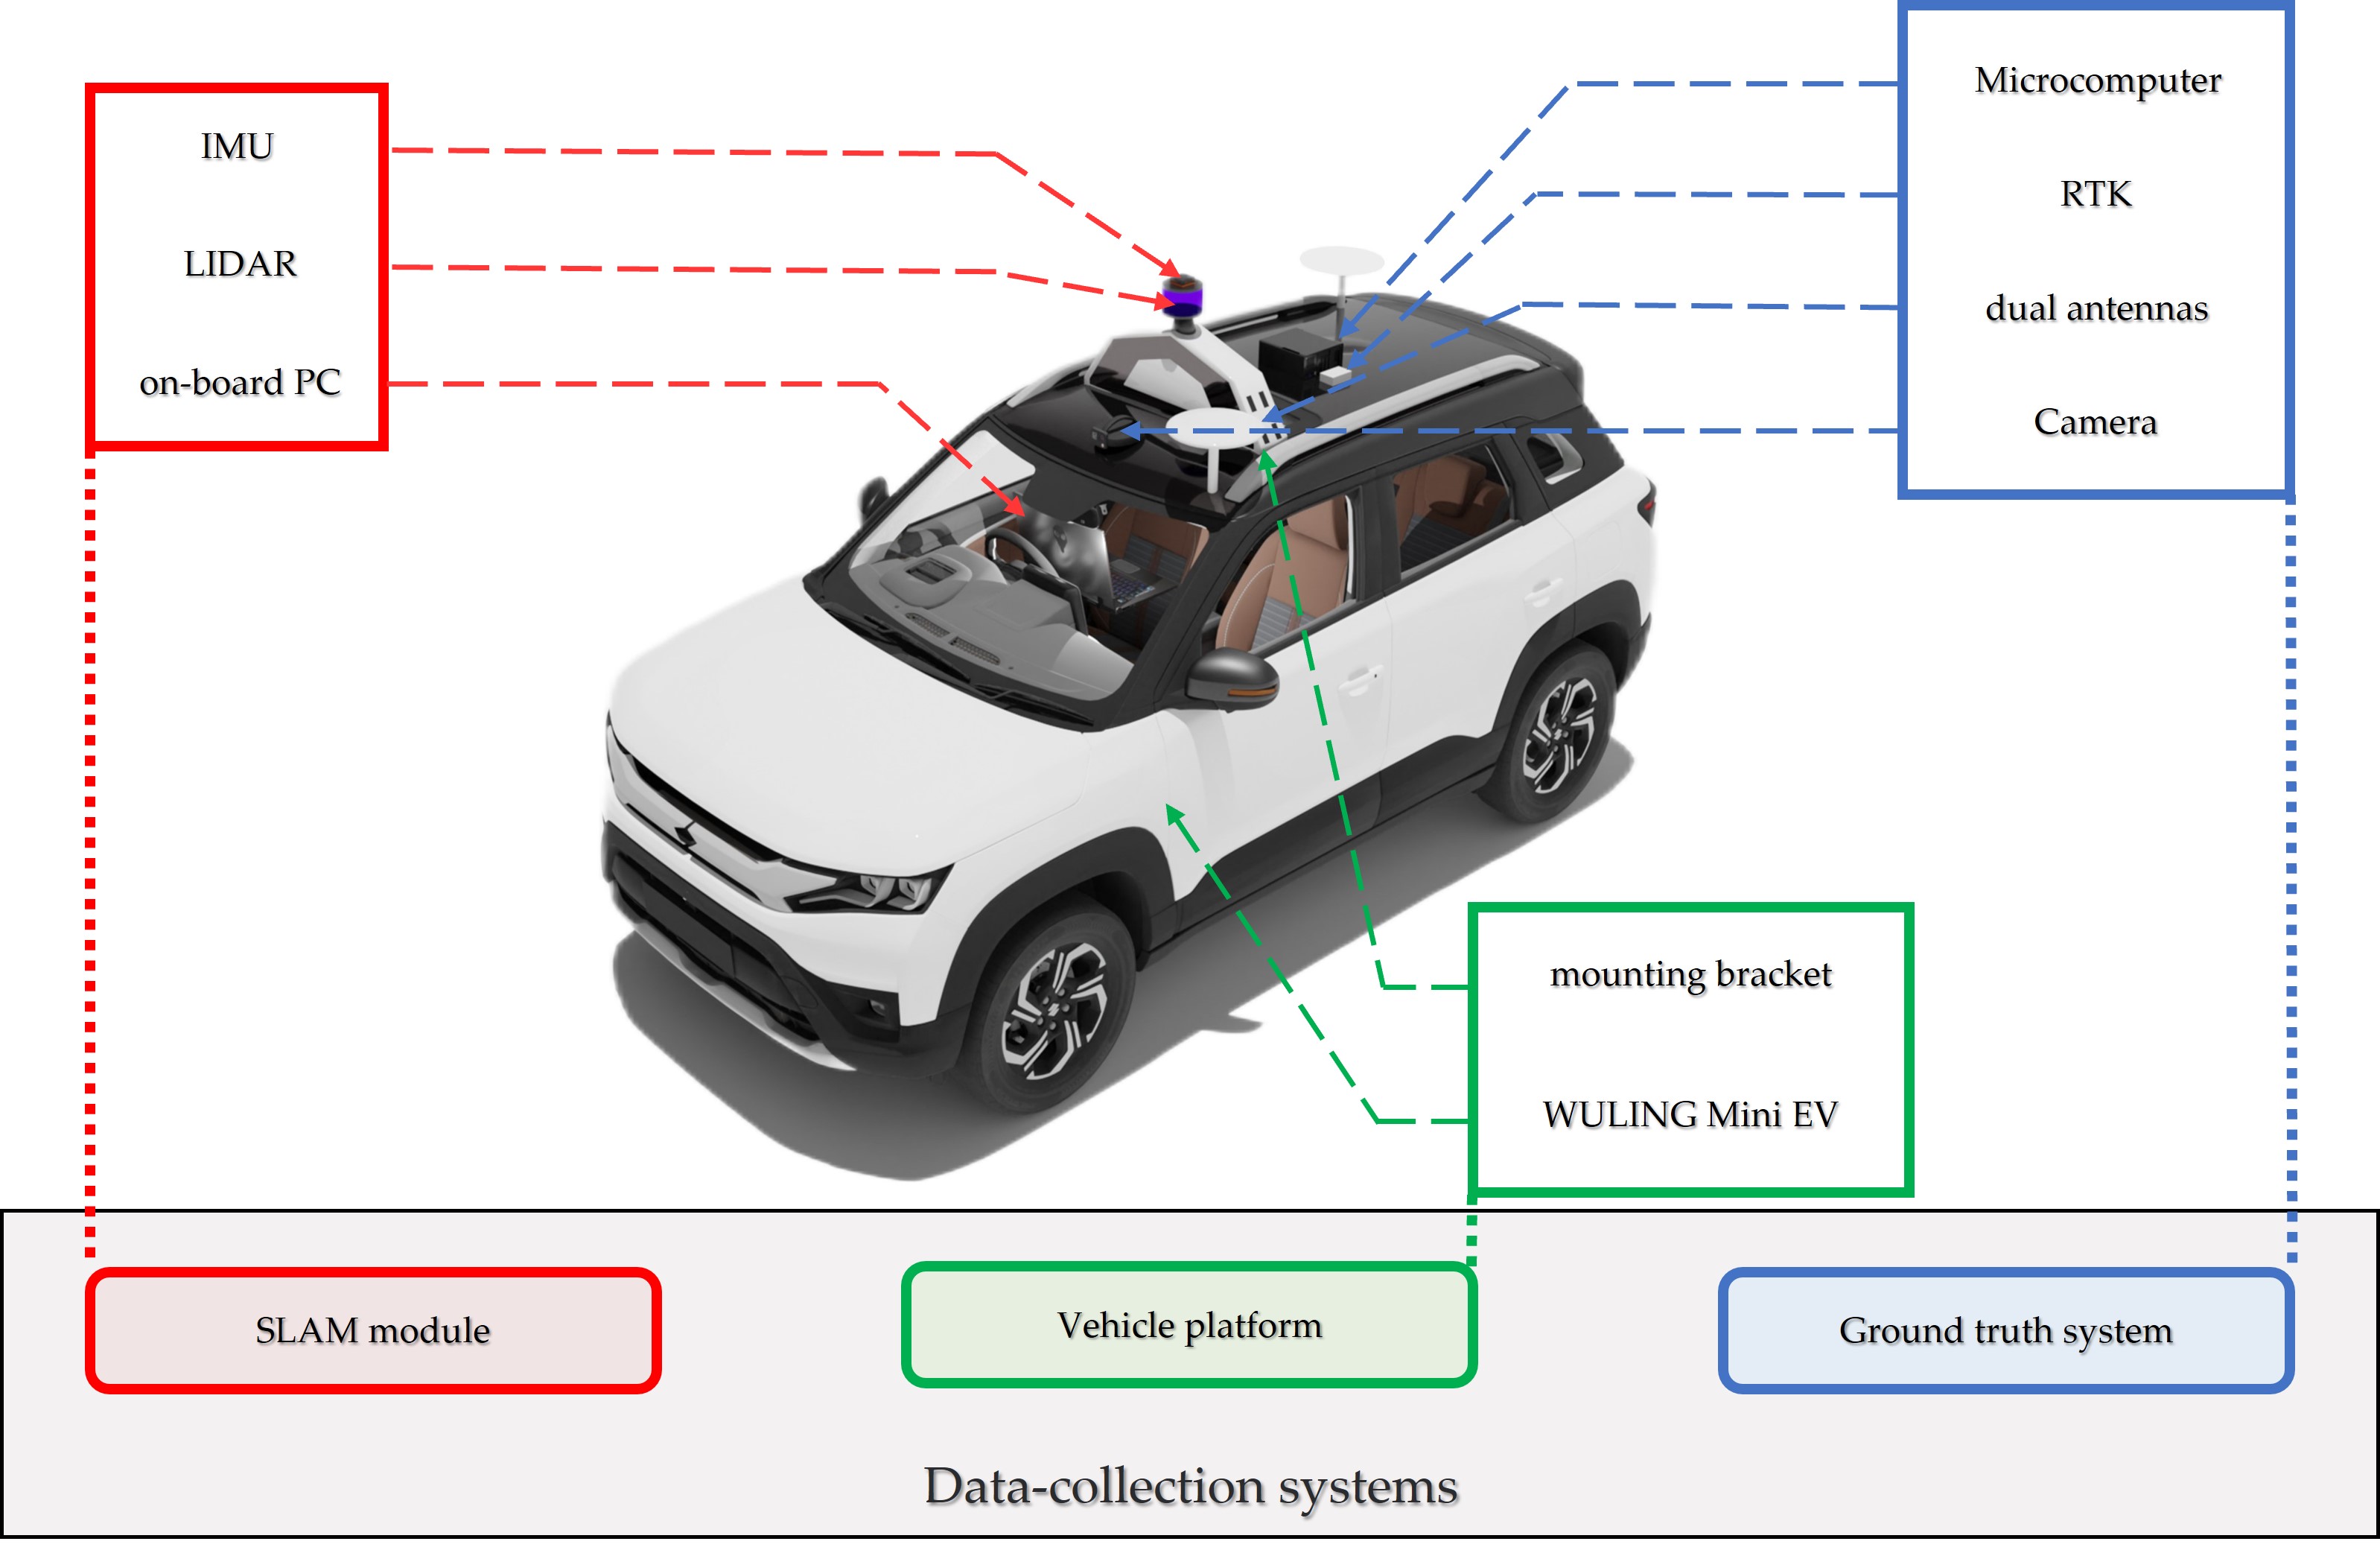 IMU
LIDAR
on-board PC
Microcomputer
RTK
dual antennas
Camera
mounting bracket
WULING Mini EV
SLAM module
Vehicle platform
Ground truth system
Data-collection systems